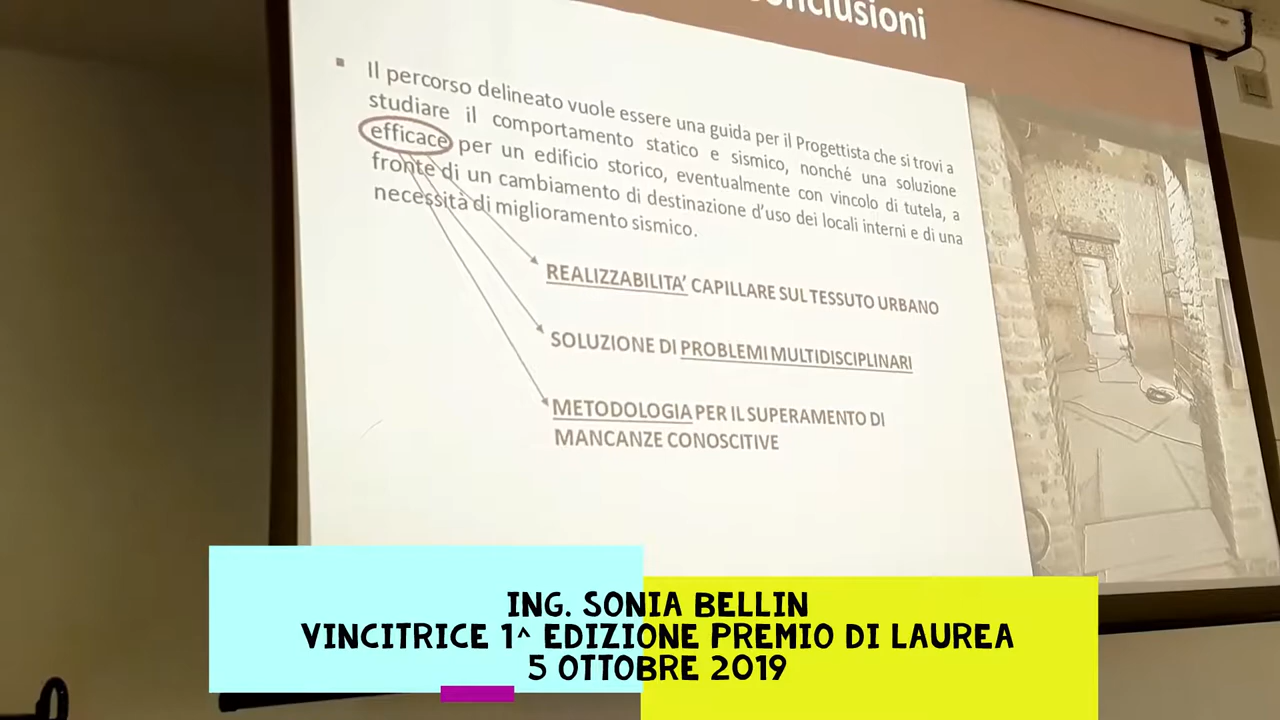 conclusioni
Il percorso delineato vuole essere una guida per il Progettista che si trovi a
studiare il comportamento statico e sismico, nonché una soluzione
efficace per un edificio storico, eventualmente con vincolo di tutela, a
fronte di un cambiamento di destinazione d'uso dei locali interni e di una
necessità di miglioramento sismico.
REALIZZABILITA' CAPILLARE SUL TESSUTO URBANO
SOLUZIONE DI PROBLEMI MULTIDISCIPLINARI
METODOLOGIA PER IL SUPERAMENTO DI
MANCANZE CONOSCITIVE
ING. SONIA BELLIN
VINCITRICE 1^ EDIZIONE PREMIO DI LAUREA
5 OTTOBRE 2019